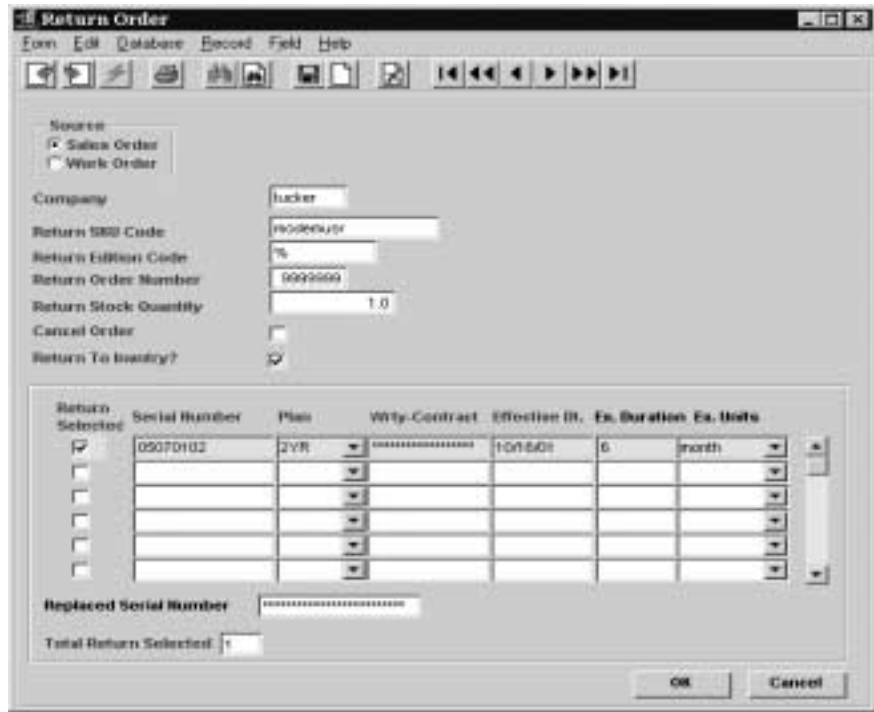 Return Order
Form Edit Database Record Field Help
Source
Sales Order
Work Order
Company tucker
Return SKU Code modemusr
Return Edition Code %
Return Order Number 9999999
Return Stock Quantity 1.0
Cancel Order
Return To Inventry?
Return Selected Serial Number Plan Wrty-Contract Effective Dt. Ex. Duration Ex. Units
05070102 2YR ****************** 10/16/01 6 month
Replaced Serial Number *************************
Total Return Selected 1
OK Cancel